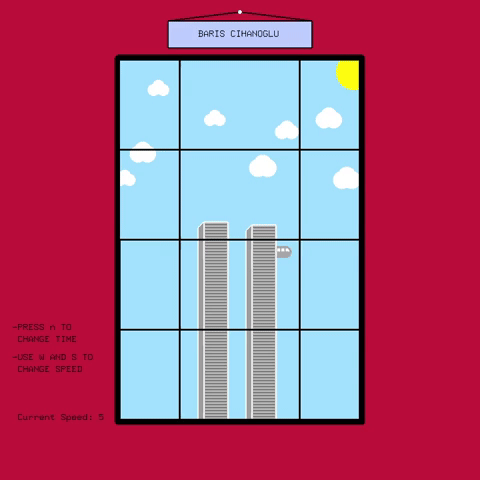 BARIS CIHANOGLU
-PRESS n TO
CHANGE TIME
-USE W AND S TO
CHANGE SPEED
Current Speed: 5